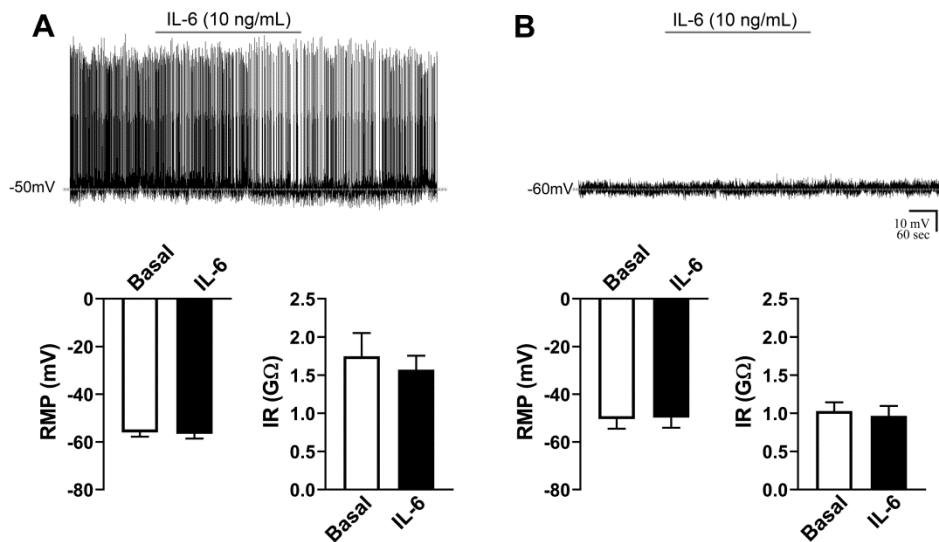 A
IL-6 (10 ng/mL)
-50mV
B
IL-6 (10 ng/mL)
-60mV
10 mV
60 sec
Basal
IL-6
0
-20
-40
-60
-80
RMP (mV)
2.5
2.0
1.5
1.0
0.5
0.0
IR (GΩ)
Basal
IL-6
Basal
IL-6
0
-20
-40
-60
-80
RMP (mV)
2.5
2.0
1.5
1.0
0.5
0.0
IR (GΩ)
Basal
IL-6